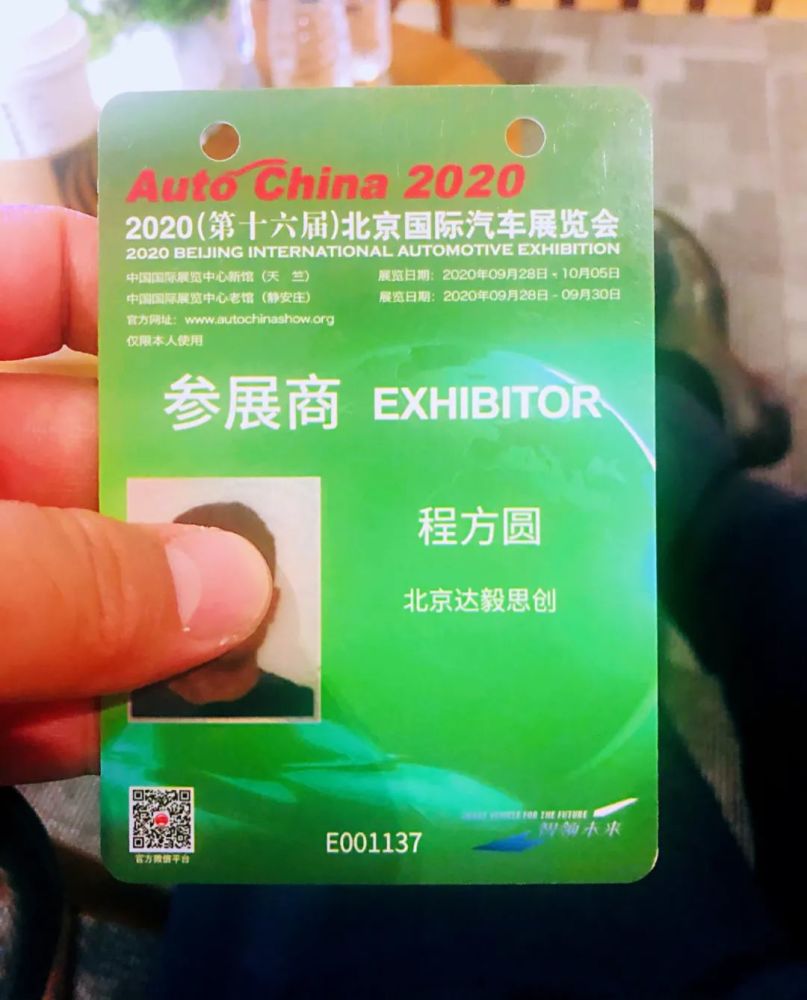 Auto China 2020
2020(第十六届)北京国际汽车展览会
2020 BEIJING INTERNATIONAL AUTOMOTIVE EXHIBITION
中国国际展览中心新馆（天 竺） 展览日期：2020年09月28日 - 10月05日
中国国际展览中心老馆（静安庄） 展览日期：2020年09月28日 - 09月30日
官方网址：www.autochinashow.org
仅限本人使用
参展商 EXHIBITOR
程方圆
北京达毅思创
SMART VEHICLE FOR THE FUTURE
智领未来
E001137
官方微信平台